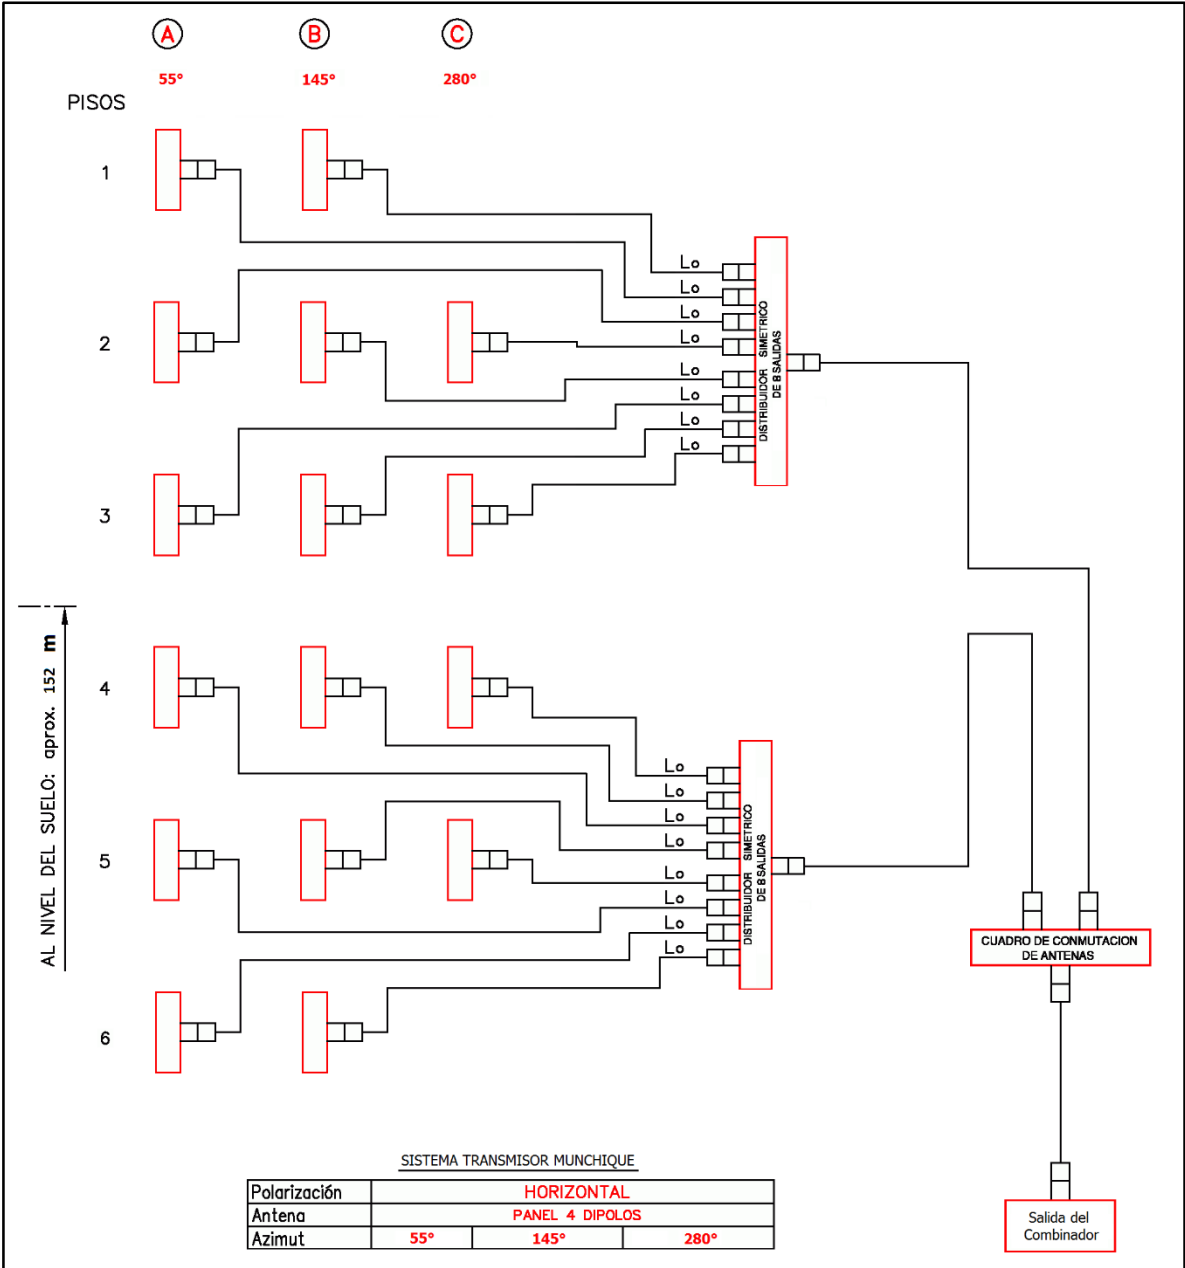 A B C
55° 145° 280°
PISOS
1
2
3
4
5
6
Lo
Lo
Lo
Lo
Lo
Lo
Lo
Lo
DISTRIBUIDOR SIMETRICO
DE 8 SALIDAS
AL NIVEL DEL SUELO: aprox. 152 m
Lo
Lo
Lo
Lo
Lo
Lo
Lo
Lo
DISTRIBUIDOR SIMETRICO
DE 8 SALIDAS
CUADRO DE CONMUTACION
DE ANTENAS
Salida del
Combinador
SISTEMA TRANSMISOR MUNCHIQUE
Polarización HORIZONTAL
Antena PANEL 4 DIPOLOS
Azimut 55° 145° 280°